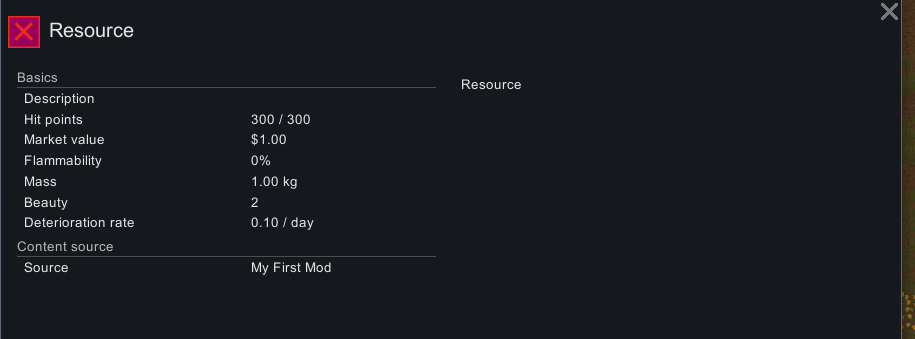 Resource
Basics
Description
Resource
Hit points 300 / 300
Market value $1.00
Flammability 0%
Mass 1.00 kg
Beauty 2
Deterioration rate 0.10 / day
Content source
Source My First Mod